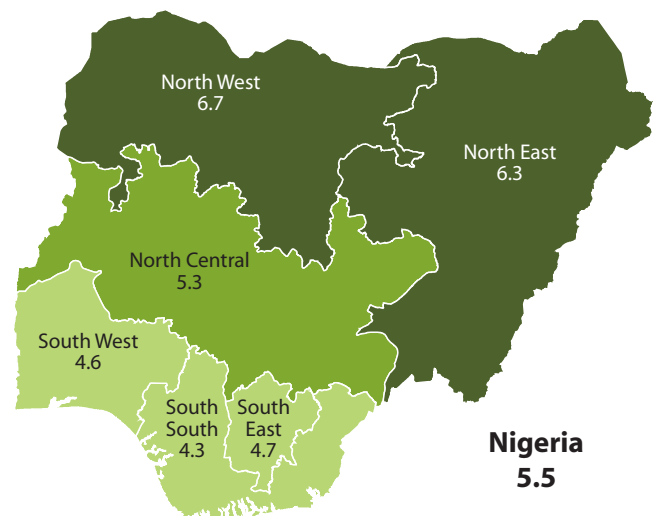 North West
6.7
North East
6.3
North Central
5.3
South West
4.6
South
South
4.3
South
East
4.7
Nigeria
5.5